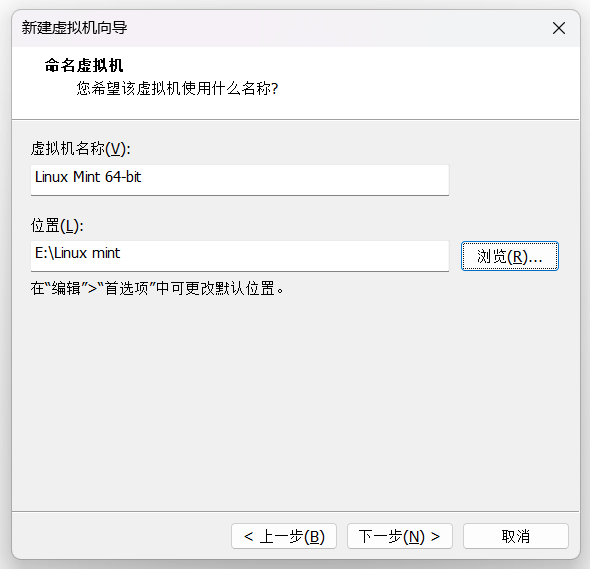 新建虚拟机向导
命名虚拟机
您希望该虚拟机使用什么名称?
虚拟机名称(V):
Linux Mint 64-bit
位置(L):
E:\Linux mint
浏览(R)...
在“编辑”>“首选项”中可更改默认位置。
< 上一步(B)
下一步(N) >
取消